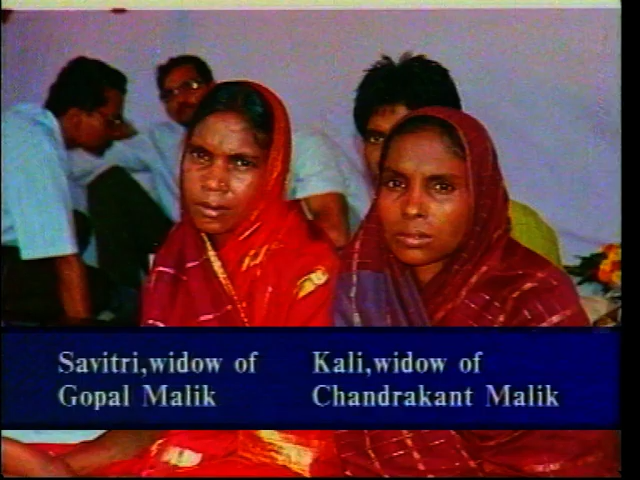 Savitri,widow of
Gopal Malik
Kali,widow of
Chandrakant Malik